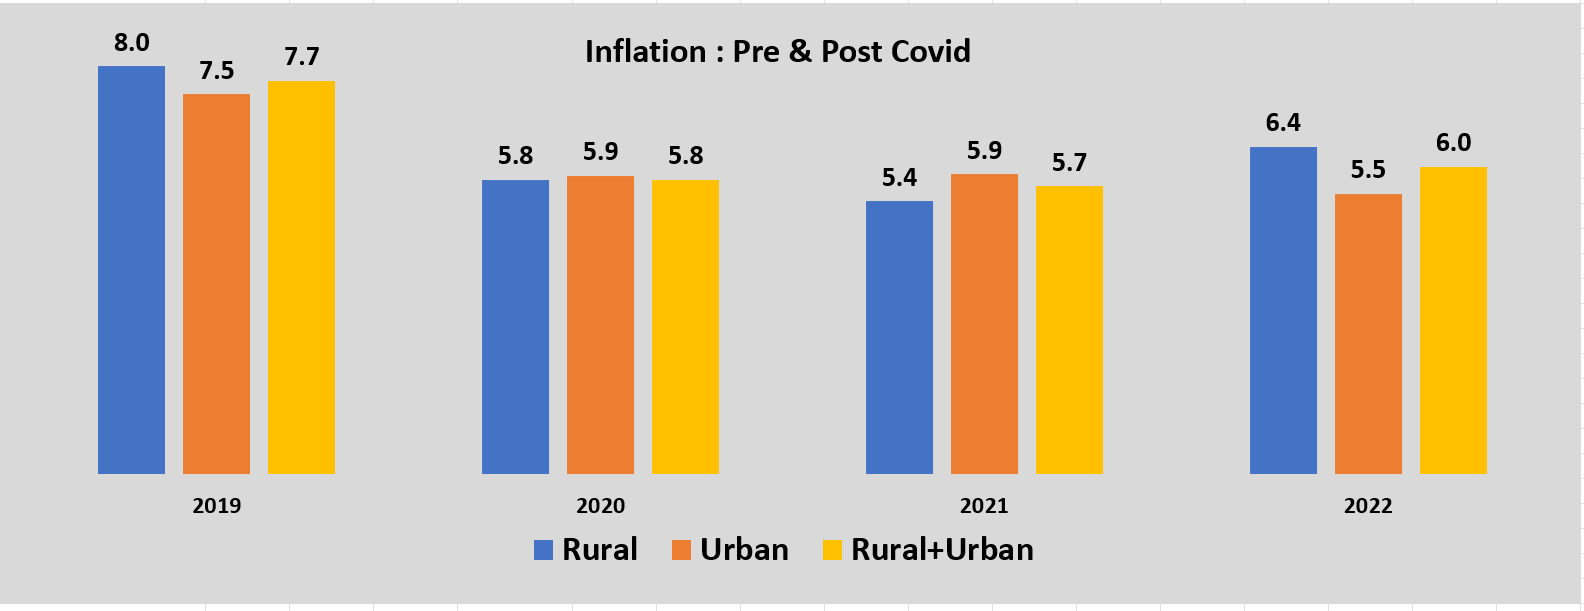 Inflation : Pre & Post Covid
8.0 7.5 7.7
5.8 5.9 5.8
5.4 5.9 5.7
6.4 5.5 6.0
2019 2020 2021 2022
Rural Urban Rural+Urban